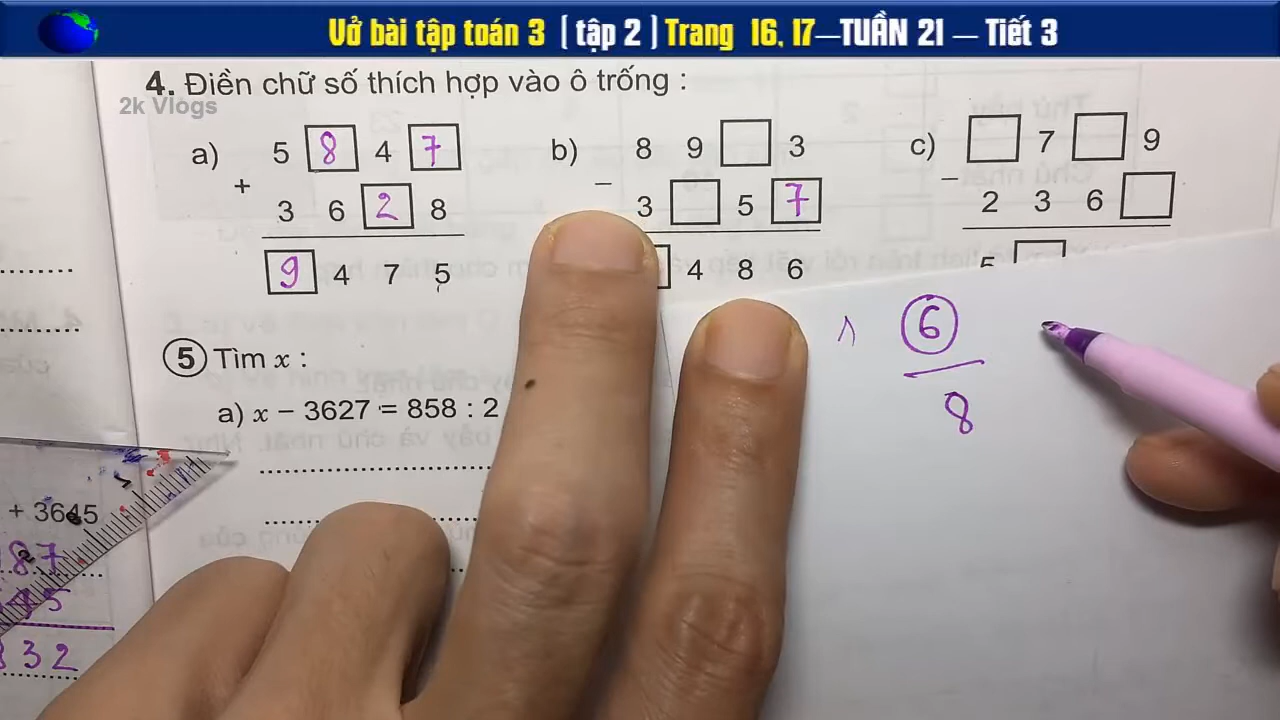 Vở bài tập toán 3 ( tập 2 ) Trang 16, 17—TUẦN 21 — Tiết 3
4. Điền chữ số thích hợp vào ô trống :
2k Vlogs
a) 5 8 4 7
+
3 6 2 8
9 4 7 5
b) 8 9 3
−
3 5 7
4 8 6
c) 7 9
−
2 3 6
5
6
8
5 Tìm x :
a) x − 3627 = 858 : 2
+ 3645
87
5
32